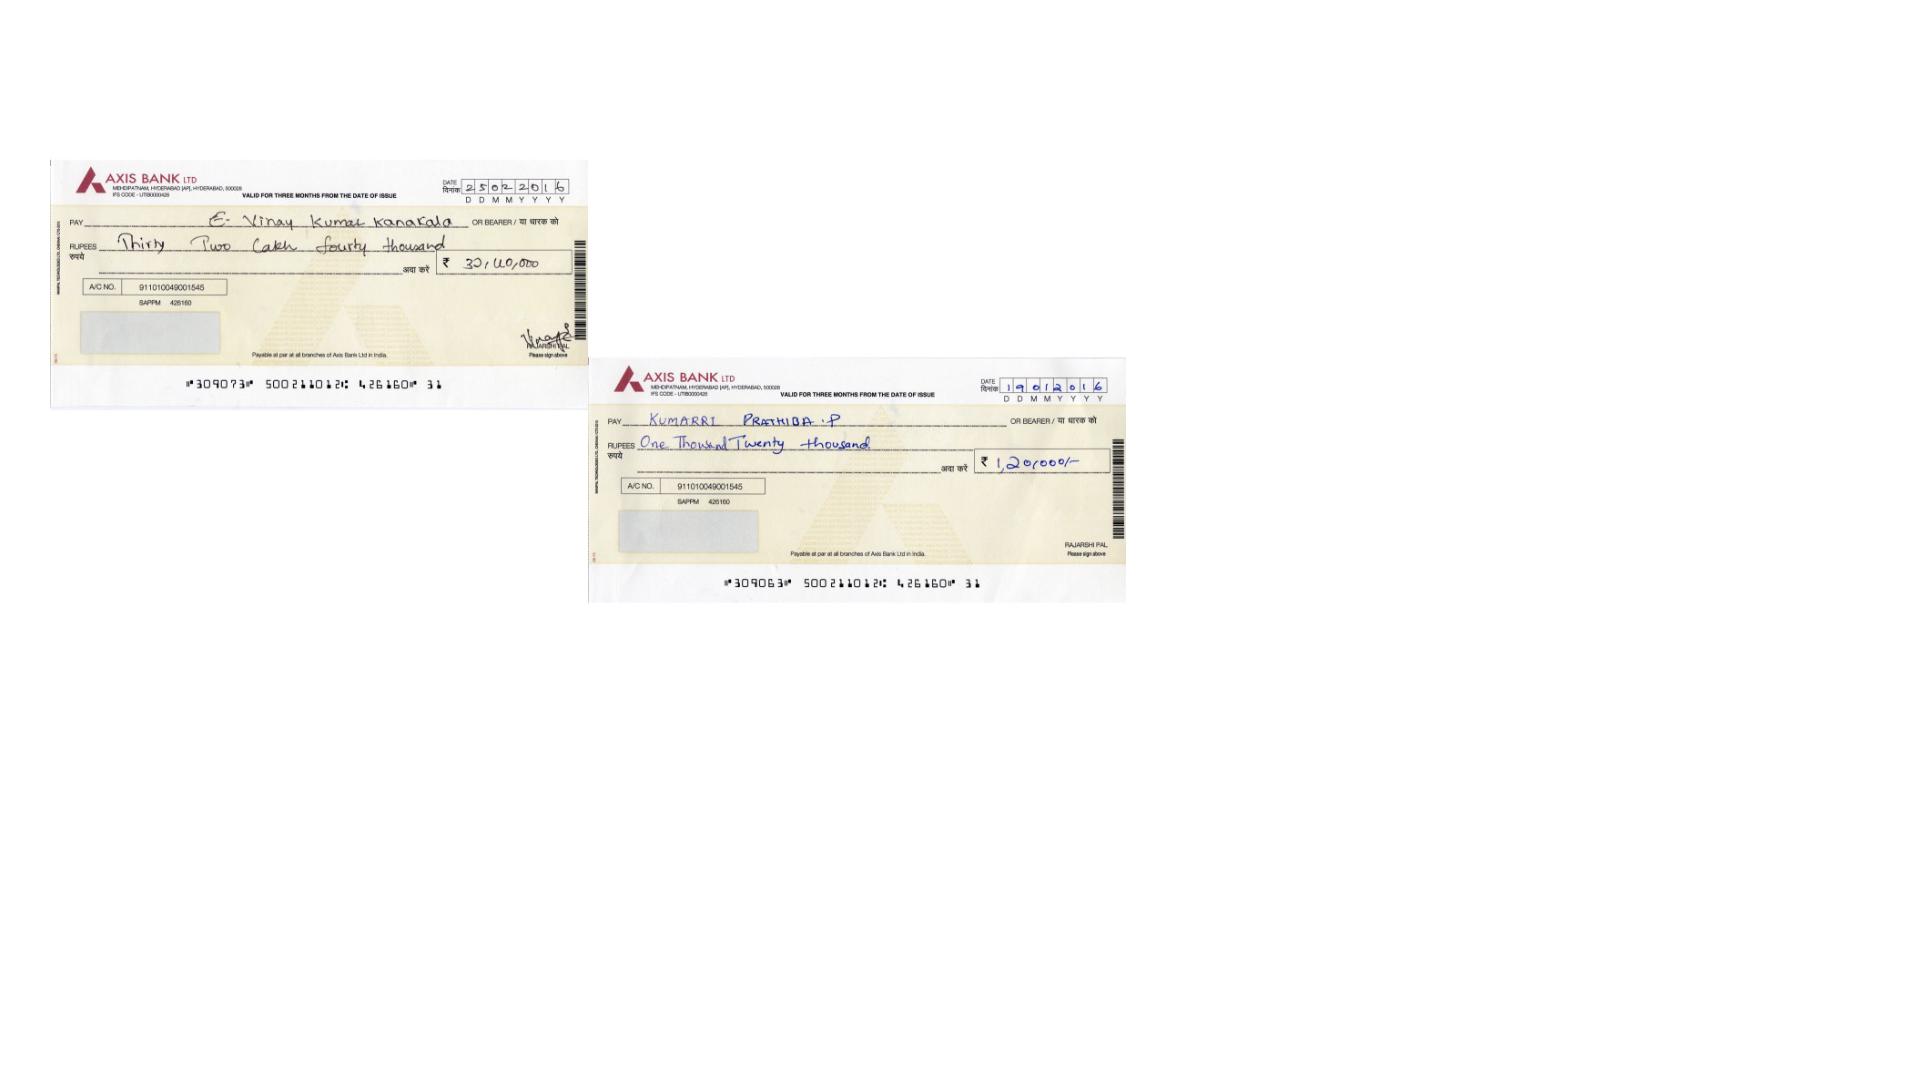 AXIS BANK LTD
MEHDIPATNAM, HYDERABAD [AP], HYDERABAD, 500028
IFS CODE - UTIB0000426
VALID FOR THREE MONTHS FROM THE DATE OF ISSUE
DATE
दिनांक 25022016
D D M M Y Y Y Y
PAY E- Vinay Kumar Kanakala OR BEARER / या धारक को
RUPEES Thirty Two Lakh fourty thousand
रुपये अदा करें ₹ 32,40,000
A/C NO. 911010049001545
SAPPM 426160
RAJARSHI PAL
Please sign above
Payable at par at all branches of Axis Bank Ltd in India.
⑈309073⑈ 500211012⑆ 426160⑈ 31
AXIS BANK LTD
MEHDIPATNAM, HYDERABAD [AP], HYDERABAD, 500028
IFS CODE - UTIB0000426
VALID FOR THREE MONTHS FROM THE DATE OF ISSUE
DATE
दिनांक 19012016
D D M M Y Y Y Y
PAY KUMARRI PRATHIBA.P OR BEARER / या धारक को
RUPEES One Thousand Twenty thousand
रुपये अदा करें ₹ 1,20,000/-
A/C NO. 911010049001545
SAPPM 426160
RAJARSHI PAL
Please sign above
Payable at par at all branches of Axis Bank Ltd in India.
⑈309063⑈ 500211012⑆ 426160⑈ 31